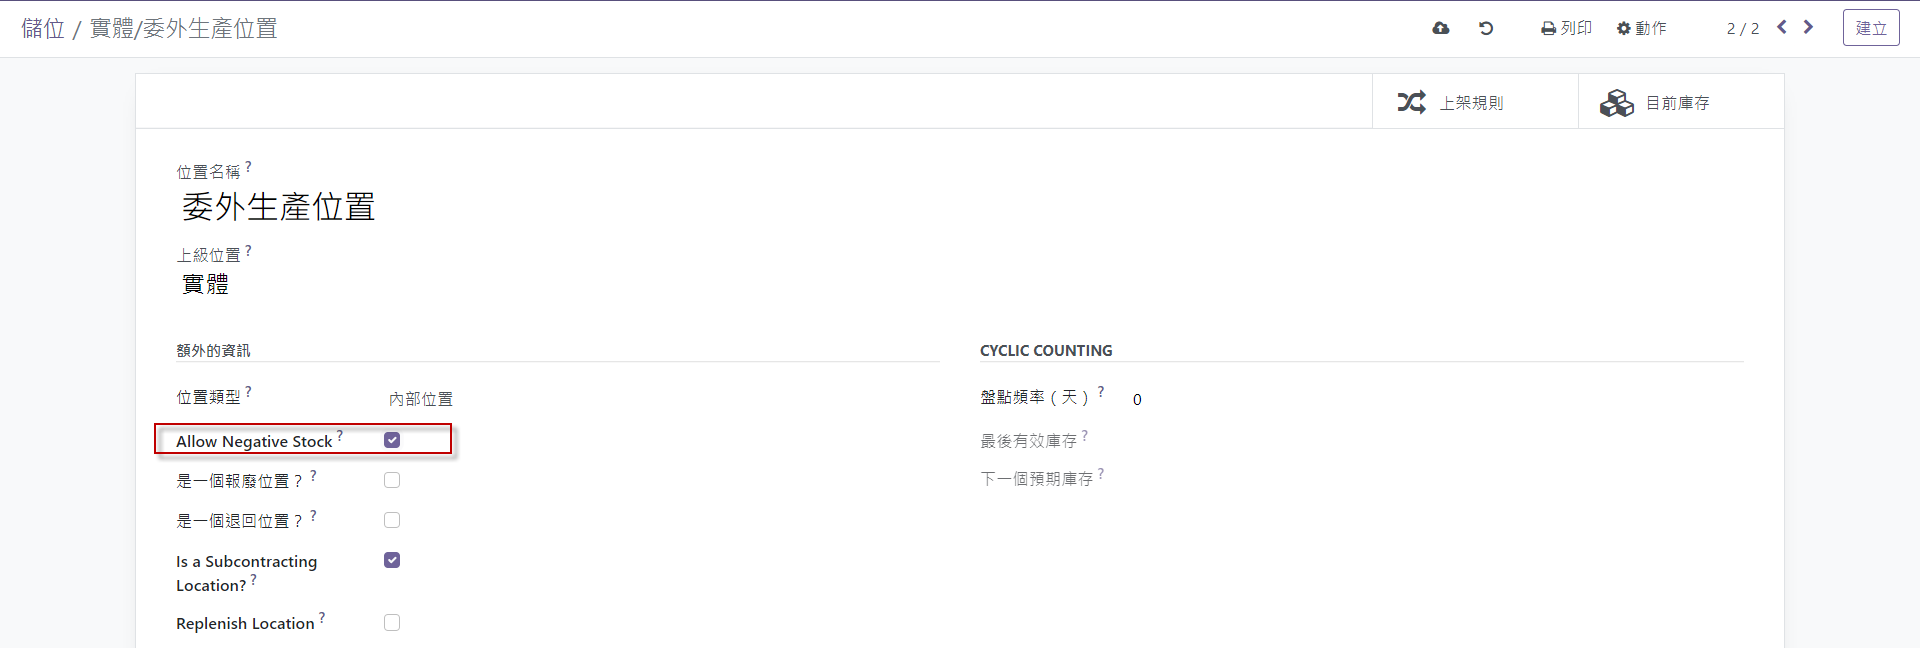 儲位 / 實體/委外生產位置
列印 動作 2 / 2 建立
上架規則 目前庫存
位置名稱 ?
委外生產位置
上級位置 ?
實體
額外的資訊
位置類型 ? 內部位置
Allow Negative Stock ?
是一個報廢位置？ ?
是一個退回位置？ ?
Is a Subcontracting
Location? ?
Replenish Location ?
CYCLIC COUNTING
盤點頻率（天） ? 0
最後有效庫存 ?
下一個預期庫存 ?